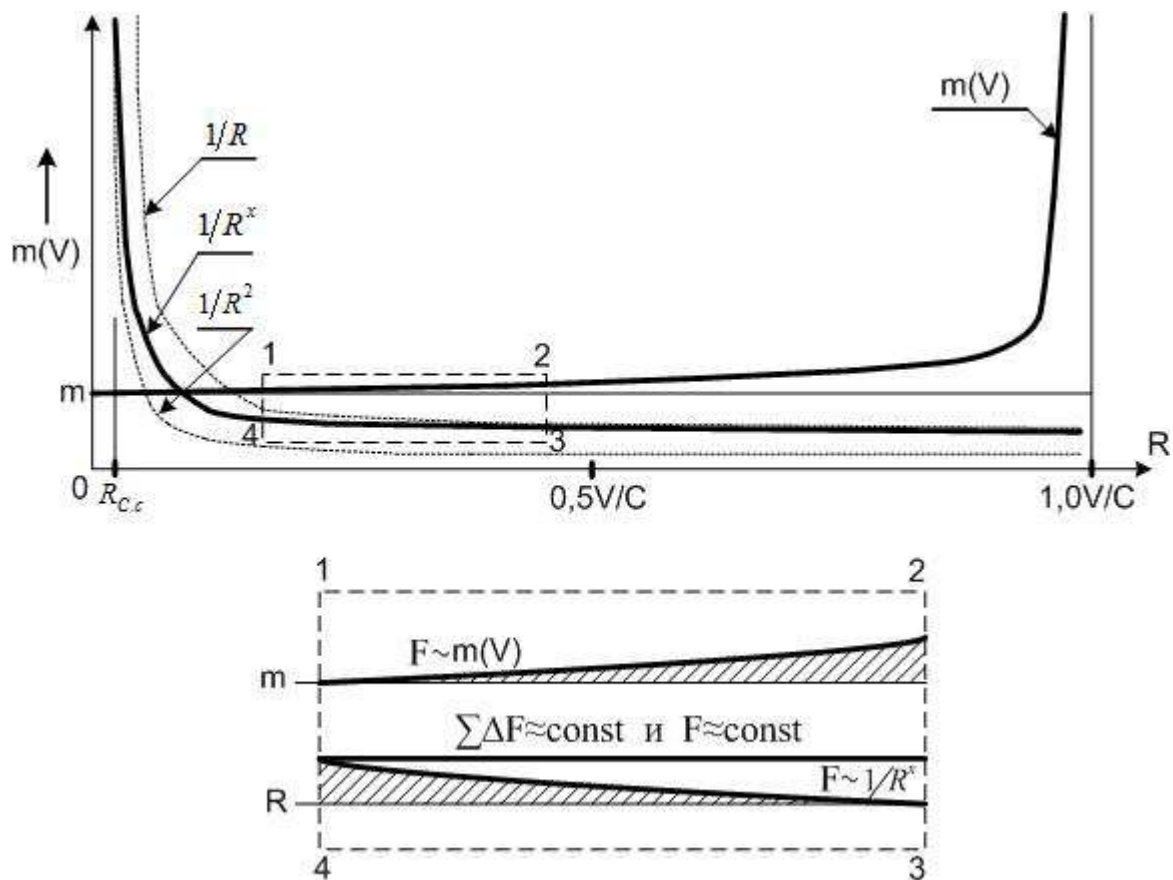 1/R
m(V)
1/R^x
m(V)
1/R^2
1
2
m
4
3
R
0
R_C.c
0,5V/C
1,0V/C
1
2
F~m(V)
m
∑ΔF≈const и F≈const
F~1/R^x
R
4
3